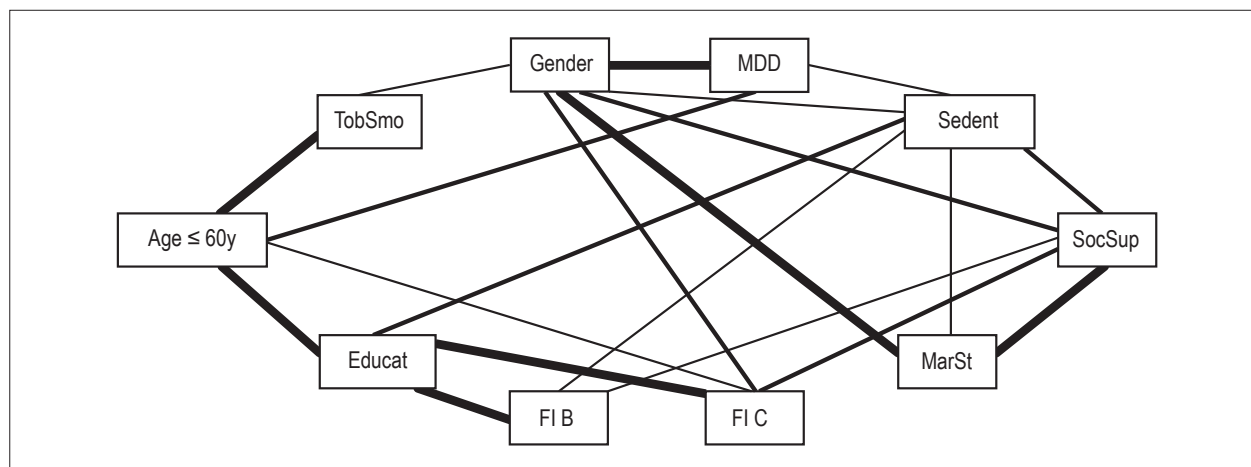 Gender
MDD
TobSmo
Sedent
Age ≤ 60y
SocSup
Educat
MarSt
FI B
FI C